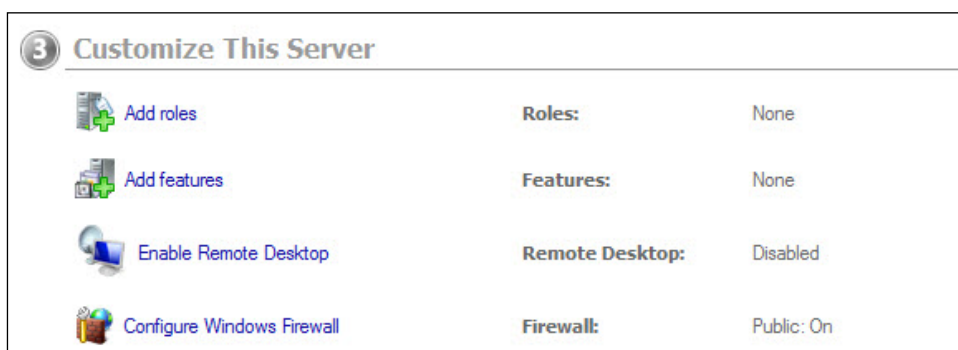 3 Customize This Server
Add roles Roles: None
Add features Features: None
Enable Remote Desktop Remote Desktop: Disabled
Configure Windows Firewall Firewall: Public: On